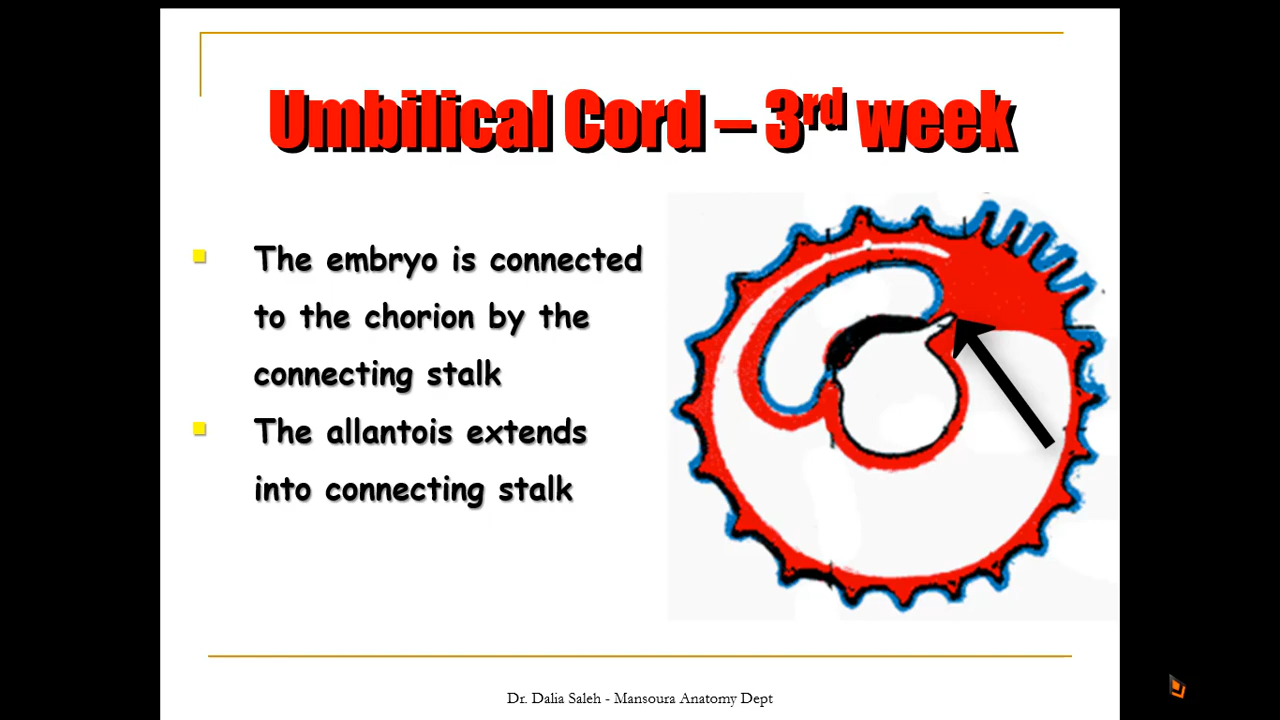 Umbilical Cord – 3rd week
The embryo is connected
to the chorion by the
connecting stalk
The allantois extends
into connecting stalk
Dr. Dalia Saleh - Mansoura Anatomy Dept